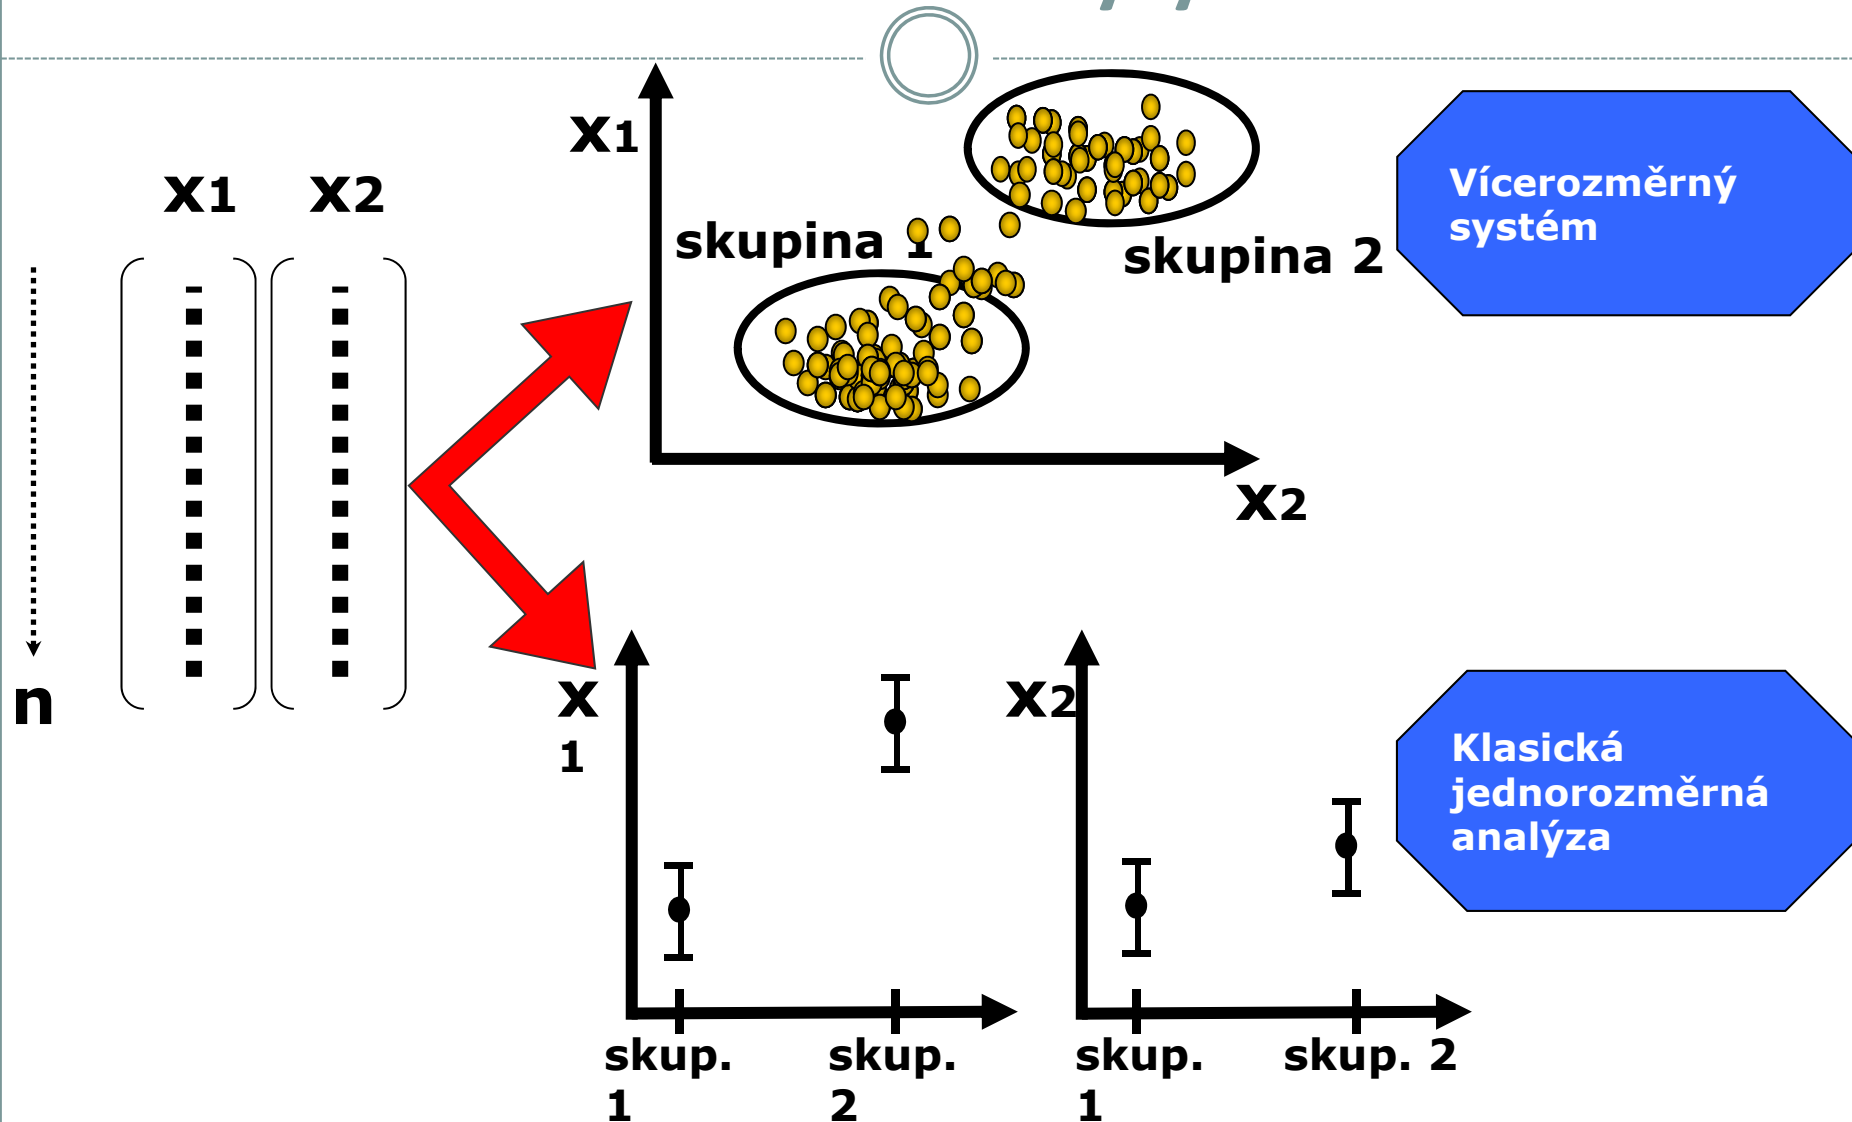 x1
x1 x2
skupina 1
skupina 2
Vícerozměrný
systém
x2
n
x
1
x2
Klasická
jednorozměrná
analýza
skup.
1
skup.
2
skup.
1
skup. 2